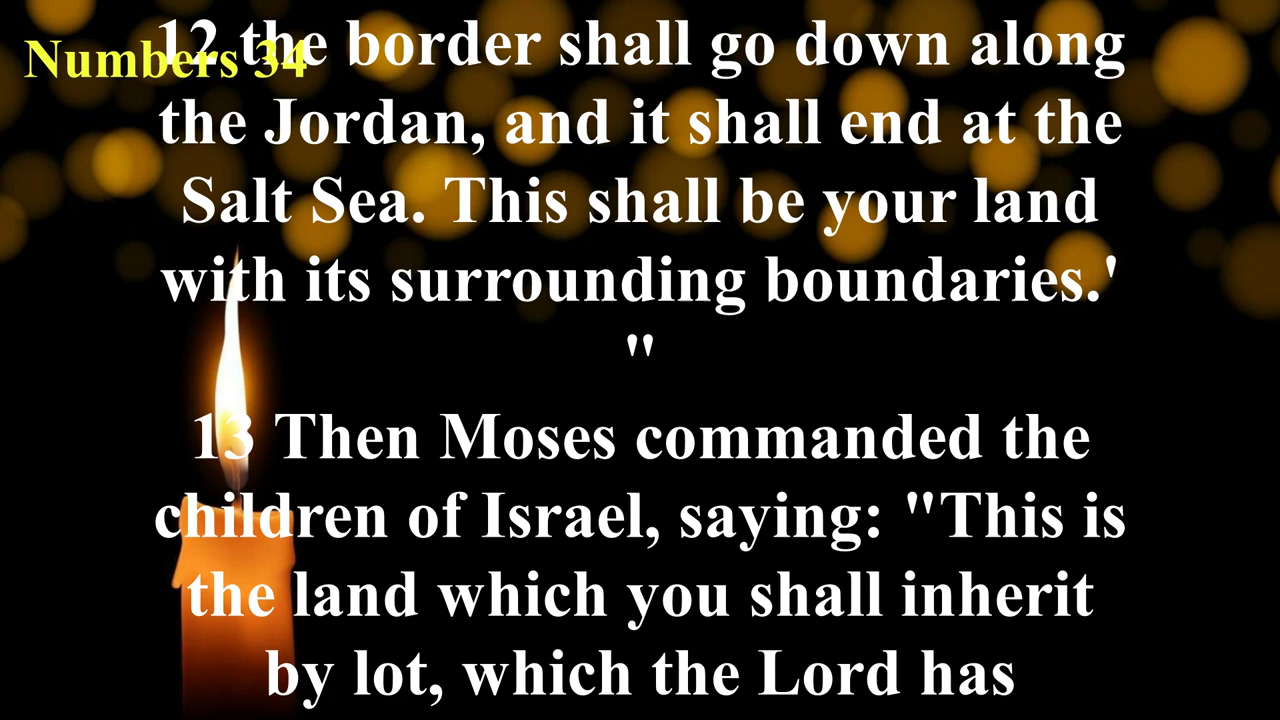 Numbers 34
12 the border shall go down along
the Jordan, and it shall end at the
Salt Sea. This shall be your land
with its surrounding boundaries.'
"
13 Then Moses commanded the
children of Israel, saying: "This is
the land which you shall inherit
by lot, which the Lord has